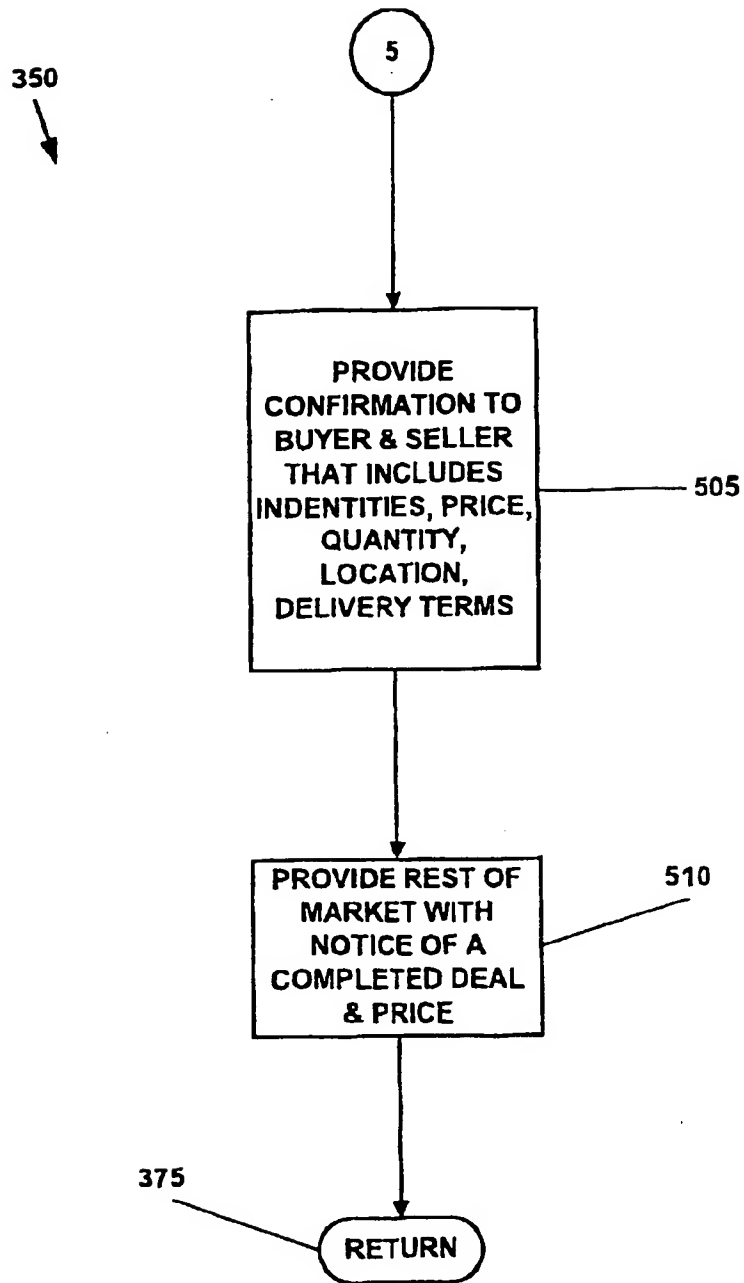 5
350
PROVIDE
CONFIRMATION TO
BUYER & SELLER
THAT INCLUDES
INDENTITIES, PRICE,
QUANTITY,
LOCATION,
DELIVERY TERMS
505
PROVIDE REST OF
MARKET WITH
NOTICE OF A
COMPLETED DEAL
& PRICE
510
375
RETURN